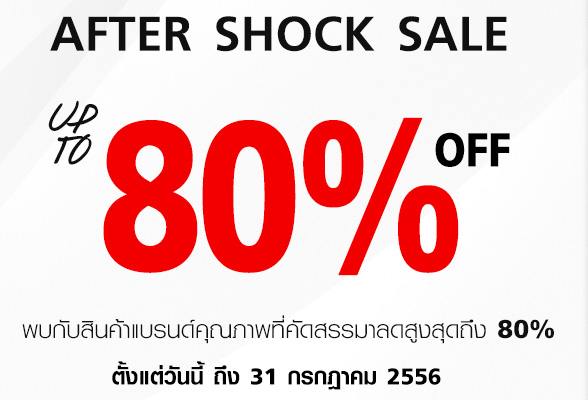 AFTER SHOCK SALE
UP TO 80% OFF
พบกับสินค้าแบรนด์คุณภาพที่คัดสรรมาลดสูงสุดถึง 80%
ตั้งแต่วันนี้ ถึง 31 กรกฎาคม 2556